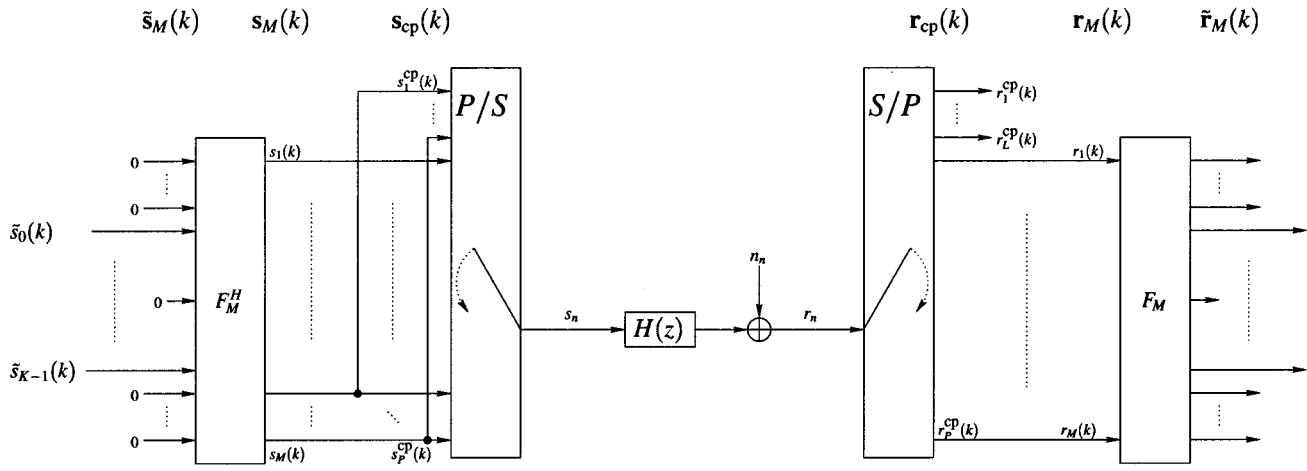 s̃_M(k) s_M(k) s_cp(k) r_cp(k) r_M(k) r̃_M(k)
s_1^cp(k)
P/S
S/P
r_1^cp(k)
r_L^cp(k)
0
s_1(k)
r_1(k)
0
s̃_0(k)
0
F_M^H
n_n
F_M
s_n
H(z)
r_n
s̃_{K−1}(k)
0
0
s_M(k)
s_P^cp(k)
r_P^cp(k)
r_M(k)